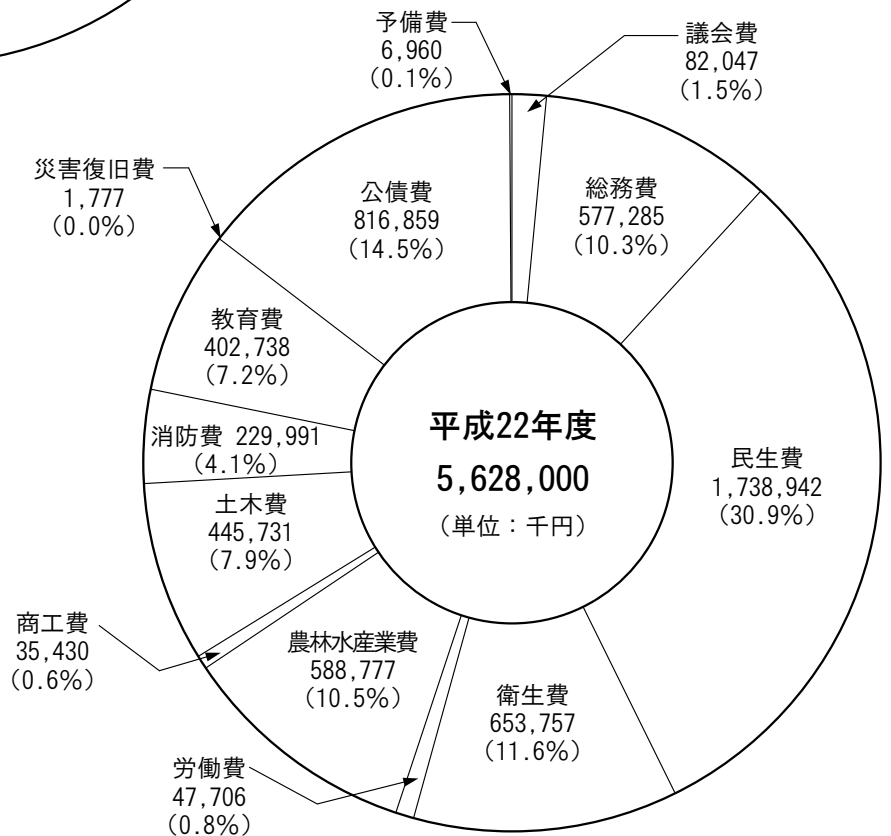 予備費
6,960
(0.1%)
議会費
82,047
(1.5%)
総務費
577,285
(10.3%)
民生費
1,738,942
(30.9%)
衛生費
653,757
(11.6%)
労働費
47,706
(0.8%)
農林水産業費
588,777
(10.5%)
商工費
35,430
(0.6%)
土木費
445,731
(7.9%)
消防費 229,991
(4.1%)
教育費
402,738
(7.2%)
災害復旧費
1,777
(0.0%)
公債費
816,859
(14.5%)
平成22年度
5,628,000
(単位:千円)